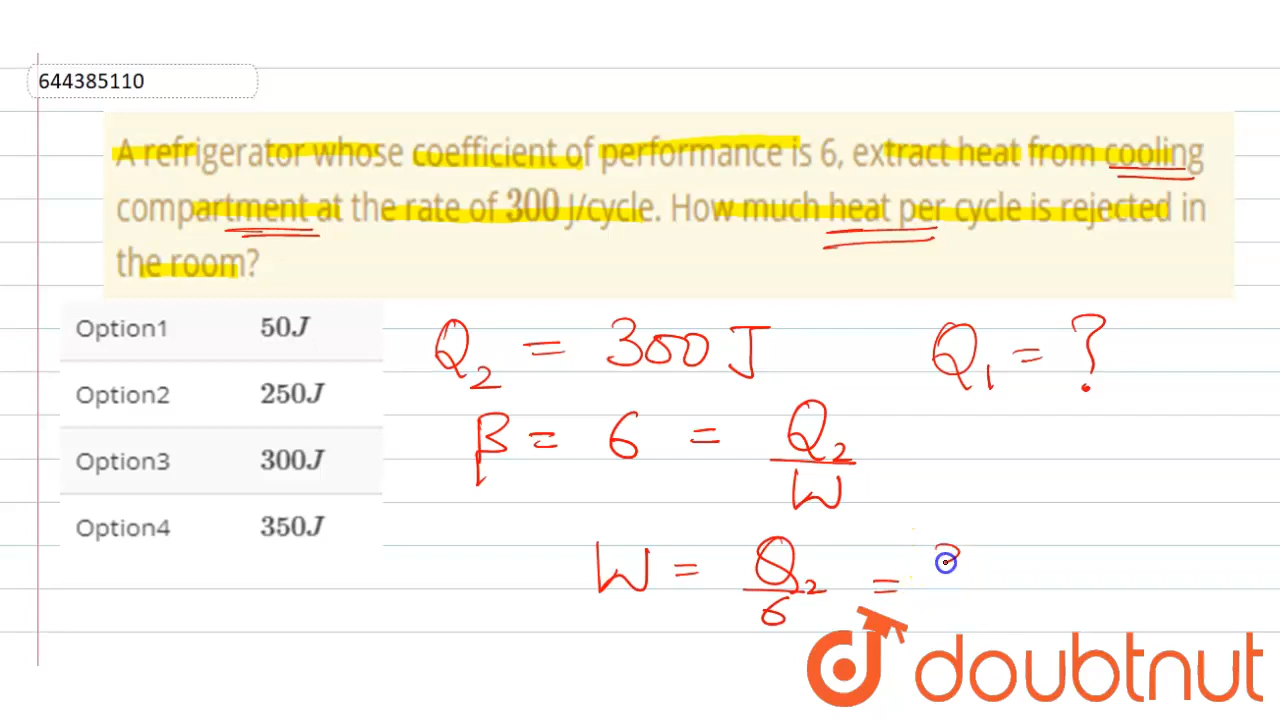 644385110
A refrigerator whose coefficient of performance is 6, extract heat from cooling
compartment at the rate of 300 J/cycle. How much heat per cycle is rejected in
the room?
Option1 50J
Option2 250J
Option3 300J
Option4 350J
Q₂ = 300 J Q₁ = ?
β = 6 = Q₂/W
W = Q₂/6 =
doubtnut